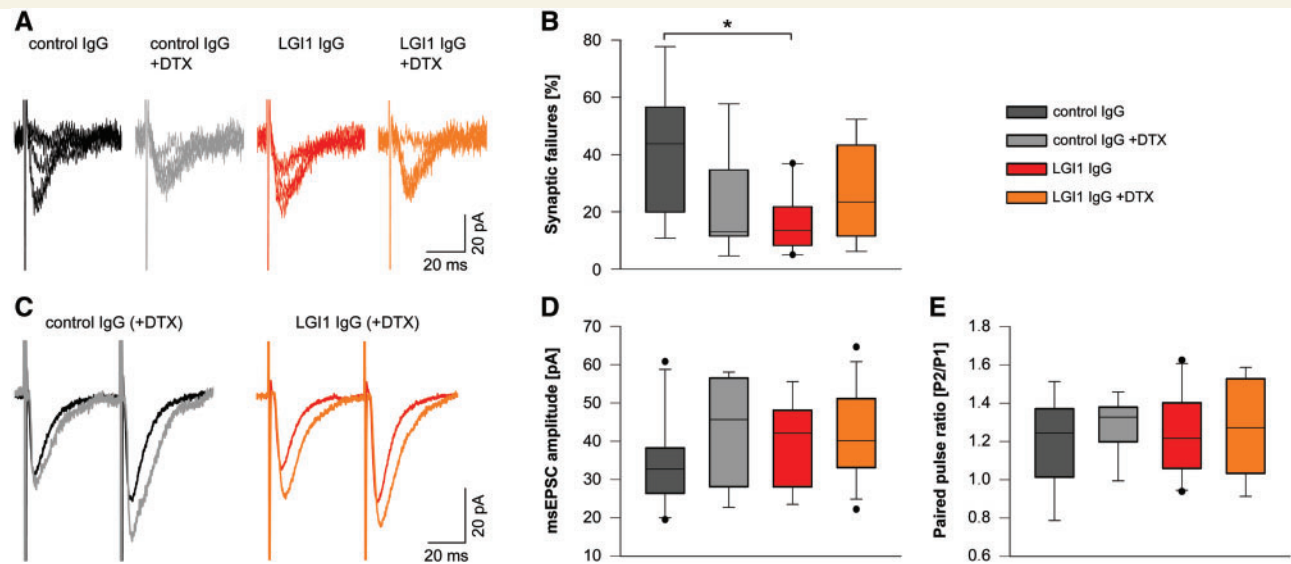 A
control IgG
control IgG
+DTX
LGI1 IgG
LGI1 IgG
+DTX
20 pA
20 ms
B
*
Synaptic failures [%]
80
60
40
20
0
control IgG
control IgG +DTX
LGI1 IgG
LGI1 IgG +DTX
C
control IgG (+DTX)
LGI1 IgG (+DTX)
20 pA
20 ms
D
msEPSC amplitude [pA]
70
60
50
40
30
20
10
E
Paired pulse ratio [P2/P1]
1.8
1.6
1.4
1.2
1.0
0.8
0.6